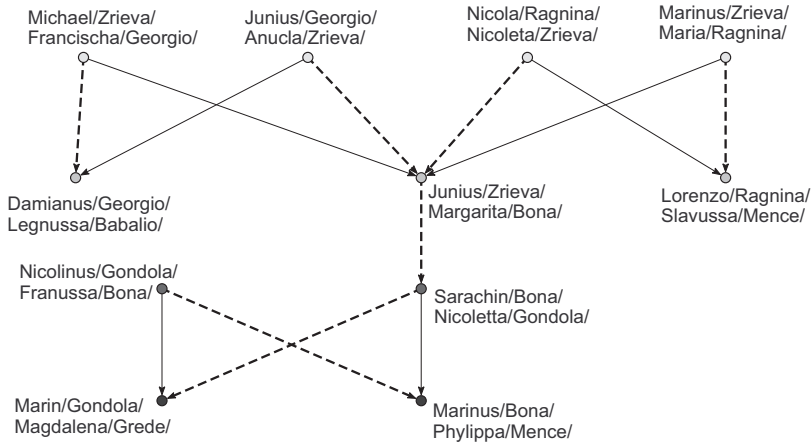 Michael/Zrieva/
Francischa/Georgio/
Junius/Georgio/
Anucla/Zrieva/
Nicola/Ragnina/
Nicoleta/Zrieva/
Marinus/Zrieva/
Maria/Ragnina/
Damianus/Georgio/
Legnussa/Babalio/
Junius/Zrieva/
Margarita/Bona/
Lorenzo/Ragnina/
Slavussa/Mence/
Nicolinus/Gondola/
Franussa/Bona/
Sarachin/Bona/
Nicoletta/Gondola/
Marin/Gondola/
Magdalena/Grede/
Marinus/Bona/
Phylippa/Mence/